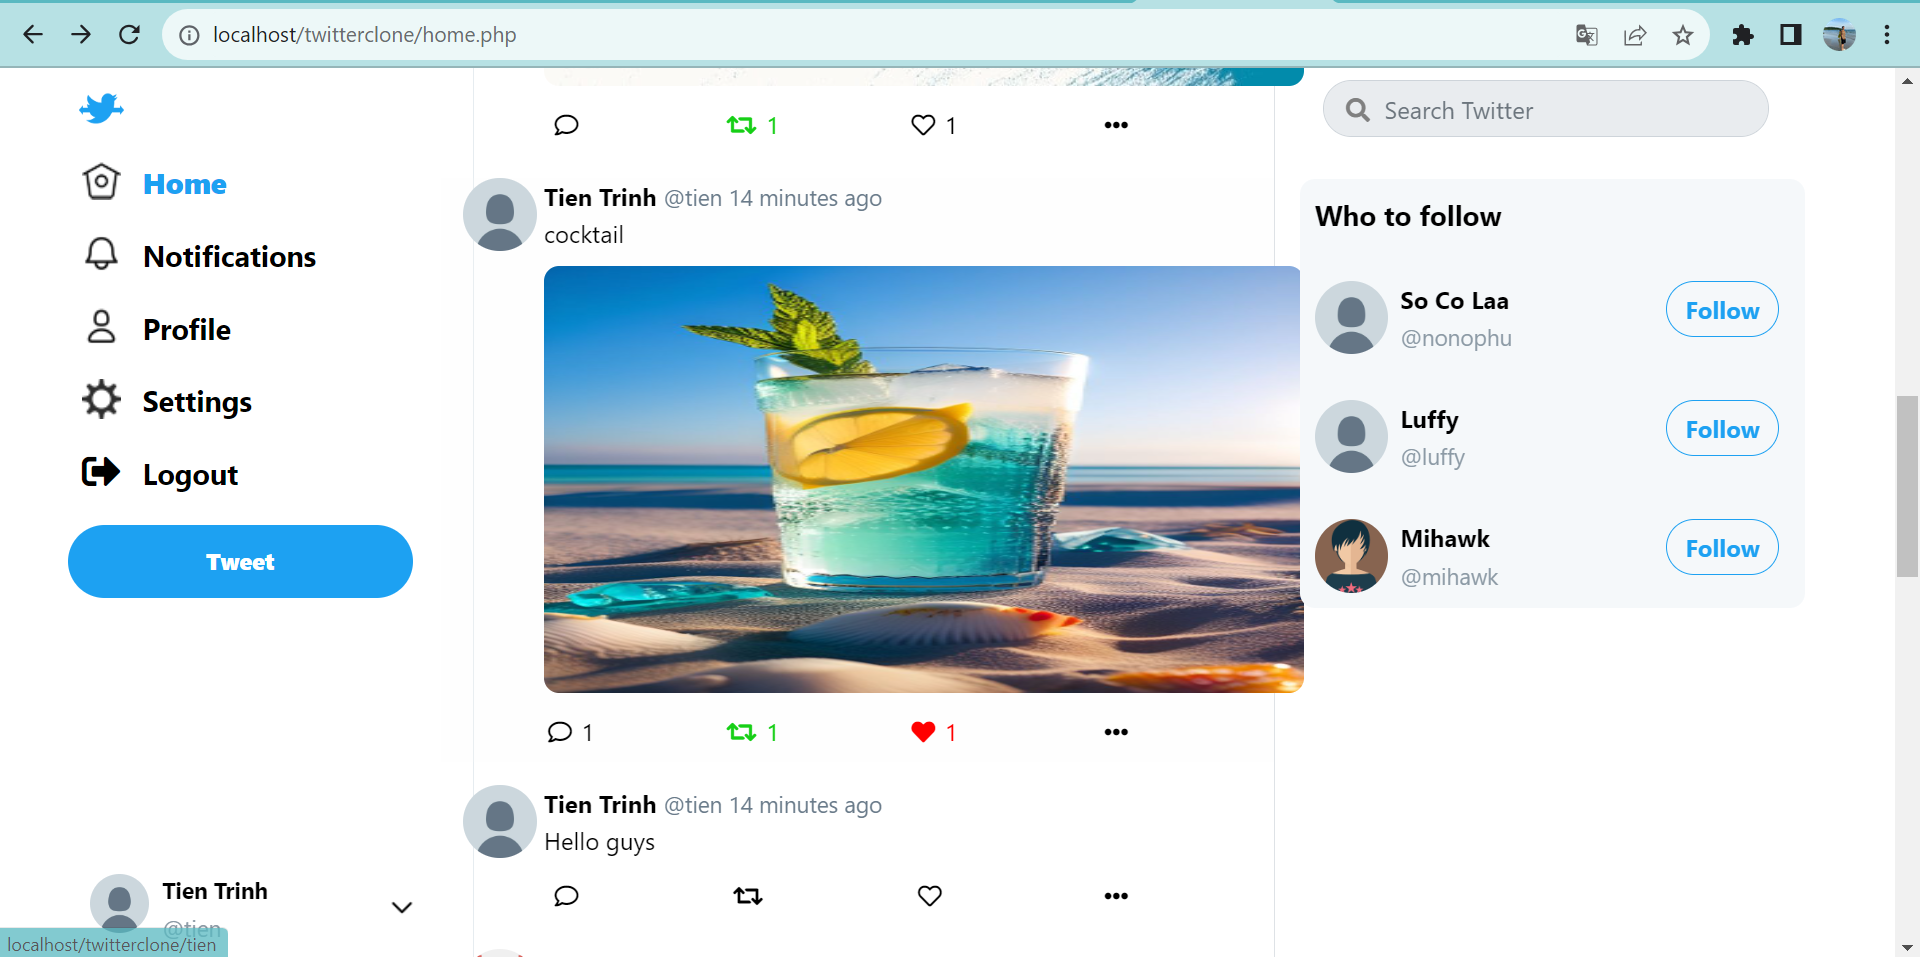 localhost/twitterclone/home.php
Home
Notifications
Profile
Settings
Logout
Tweet
Tien Trinh
@tien
localhost/twitterclone/tien
1
1
Tien Trinh @tien 14 minutes ago
cocktail
1
1
1
Tien Trinh @tien 14 minutes ago
Hello guys
Search Twitter
Who to follow
So Co Laa
@nonophu
Follow
Luffy
@luffy
Follow
Mihawk
@mihawk
Follow